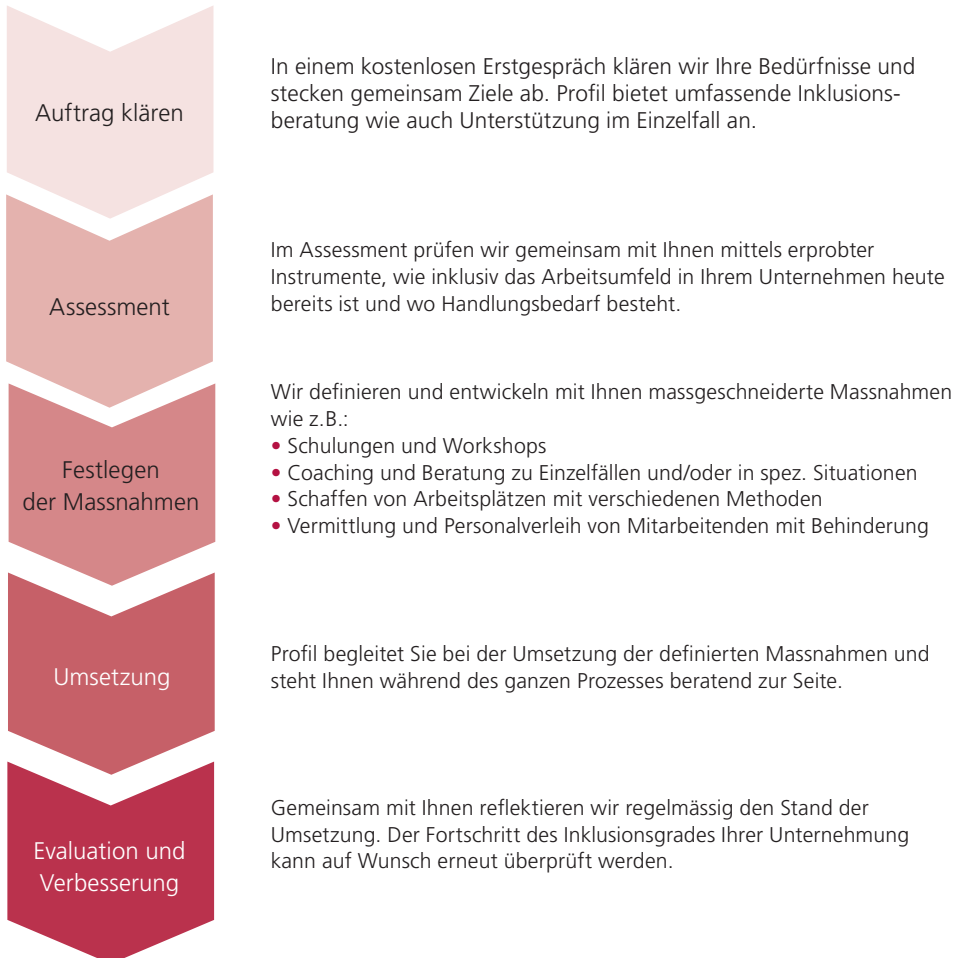 Auftrag klären
In einem kostenlosen Erstgespräch klären wir Ihre Bedürfnisse und
stecken gemeinsam Ziele ab. Profil bietet umfassende Inklusions-
beratung wie auch Unterstützung im Einzelfall an.
Assessment
Im Assessment prüfen wir gemeinsam mit Ihnen mittels erprobter
Instrumente, wie inklusiv das Arbeitsumfeld in Ihrem Unternehmen heute
bereits ist und wo Handlungsbedarf besteht.
Festlegen
der Massnahmen
Wir definieren und entwickeln mit Ihnen massgeschneiderte Massnahmen
wie z.B.:
• Schulungen und Workshops
• Coaching und Beratung zu Einzelfällen und/oder in spez. Situationen
• Schaffen von Arbeitsplätzen mit verschiedenen Methoden
• Vermittlung und Personalverleih von Mitarbeitenden mit Behinderung
Umsetzung
Profil begleitet Sie bei der Umsetzung der definierten Massnahmen und
steht Ihnen während des ganzen Prozesses beratend zur Seite.
Evaluation und
Verbesserung
Gemeinsam mit Ihnen reflektieren wir regelmässig den Stand der
Umsetzung. Der Fortschritt des Inklusionsgrades Ihrer Unternehmung
kann auf Wunsch erneut überprüft werden.